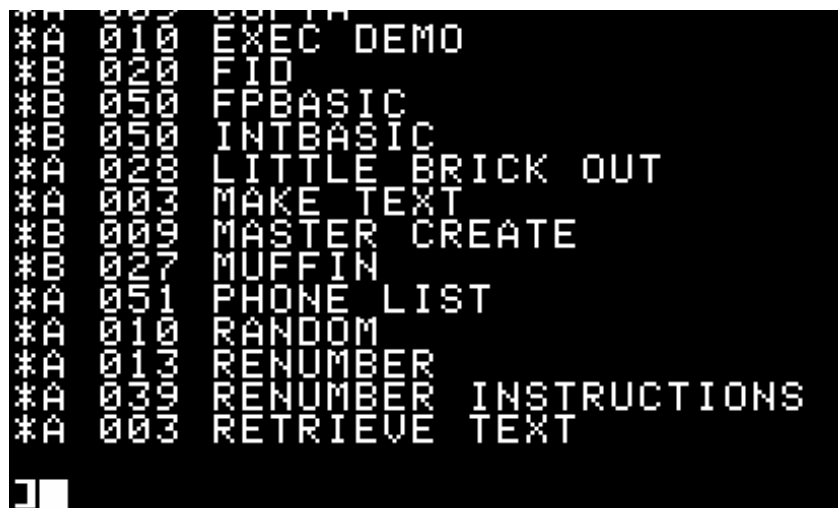 *A 010 EXEC DEMO
*B 020 FID
*B 050 FPBASIC
*B 050 INTBASIC
*A 028 LITTLE BRICK OUT
*A 003 MAKE TEXT
*B 009 MASTER CREATE
*B 027 MUFFIN
*A 051 PHONE LIST
*A 010 RANDOM
*A 013 RENUMBER
*A 039 RENUMBER INSTRUCTIONS
*A 003 RETRIEVE TEXT
]